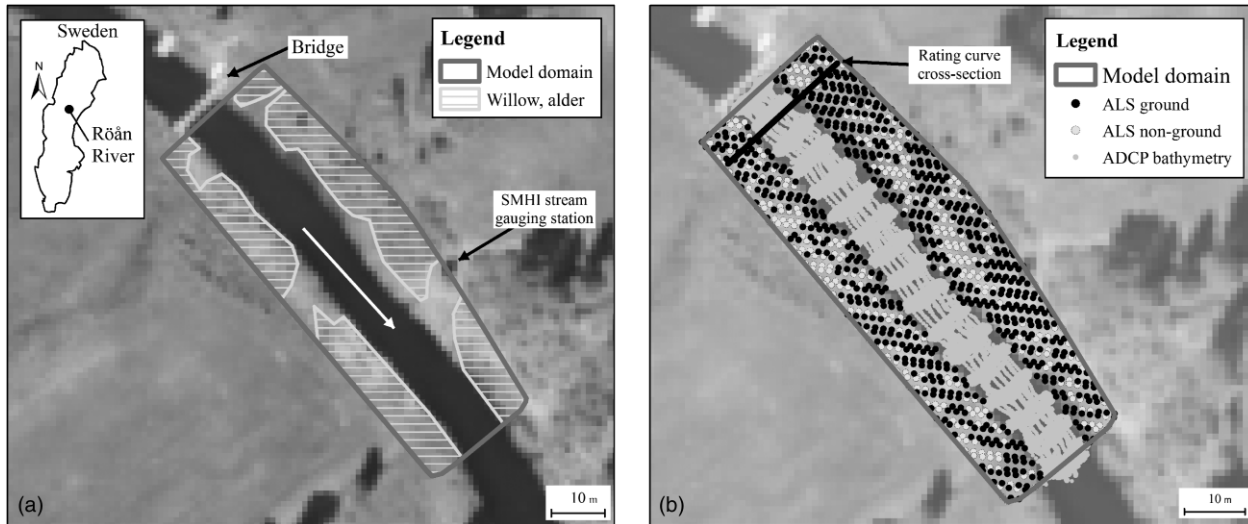 Sweden
N
Röån
River
Bridge
Legend
Model domain
Willow, alder
SMHI stream
gauging station
10 m
(a)
Rating curve
cross-section
Legend
Model domain
ALS ground
ALS non-ground
ADCP bathymetry
10 m
(b)